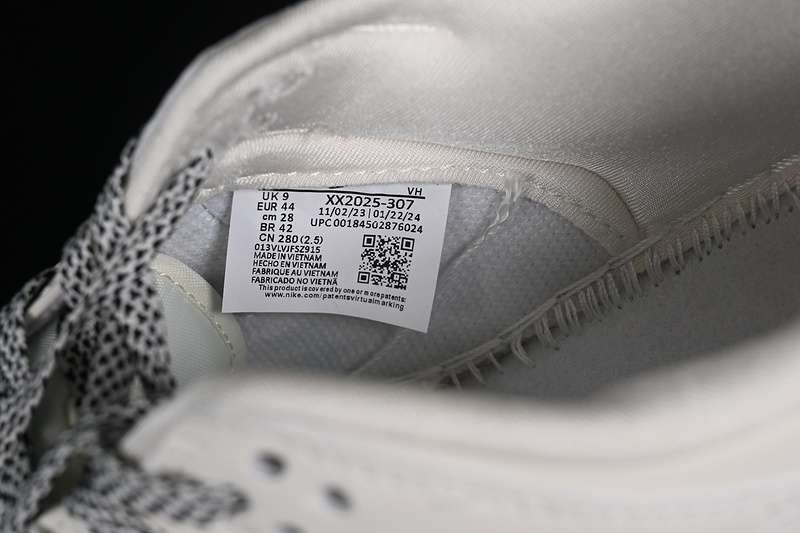 VH
UK 9 XX2025-307
EUR 44 11/02/23 | 01/22/24
cm 28 UPC 00184502876024
BR 42
CN 280 (2.5)
013VLVJFSZ915
MADE IN VIETNAM
HECHO EN VIETNAM
FABRIQUE AU VIETNAM
FABRICADO NO VIETNÃ
This product is covered by one or more patents:
www.nike.com/patentsvirtualmarking